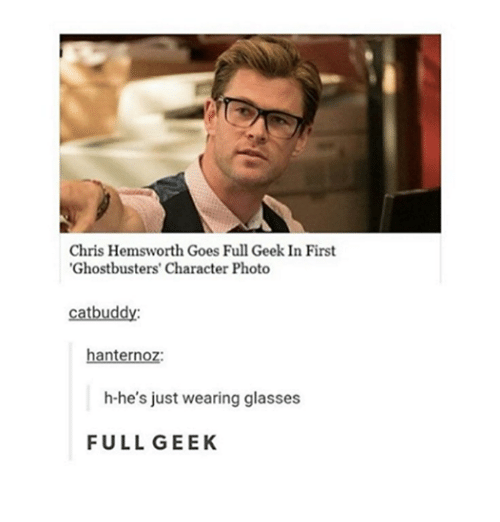 Chris Hemsworth Goes Full Geek In First
'Ghostbusters' Character Photo
catbuddy:
hanternoz:
h-he's just wearing glasses
FULL GEEK